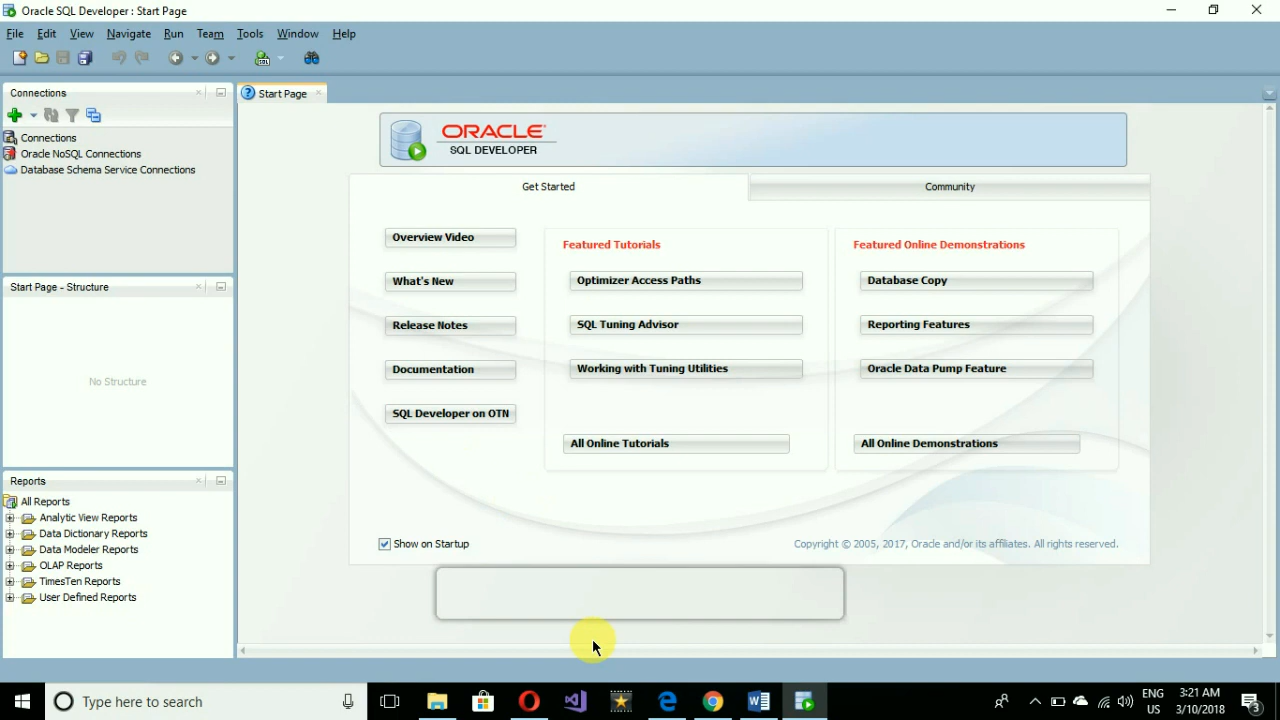 Oracle SQL Developer : Start Page
File Edit View Navigate Run Team Tools Window Help
Connections
Connections
Oracle NoSQL Connections
Database Schema Service Connections
Start Page - Structure
No Structure
Reports
All Reports
Analytic View Reports
Data Dictionary Reports
Data Modeler Reports
OLAP Reports
TimesTen Reports
User Defined Reports
Start Page
ORACLE
SQL DEVELOPER
Get Started
Community
Overview Video
What's New
Release Notes
Documentation
SQL Developer on OTN
Featured Tutorials
Optimizer Access Paths
SQL Tuning Advisor
Working with Tuning Utilities
All Online Tutorials
Featured Online Demonstrations
Database Copy
Reporting Features
Oracle Data Pump Feature
All Online Demonstrations
Show on Startup
Copyright © 2005, 2017, Oracle and/or its affiliates. All rights reserved.
Type here to search
ENG
US
3:21 AM
3/10/2018
3